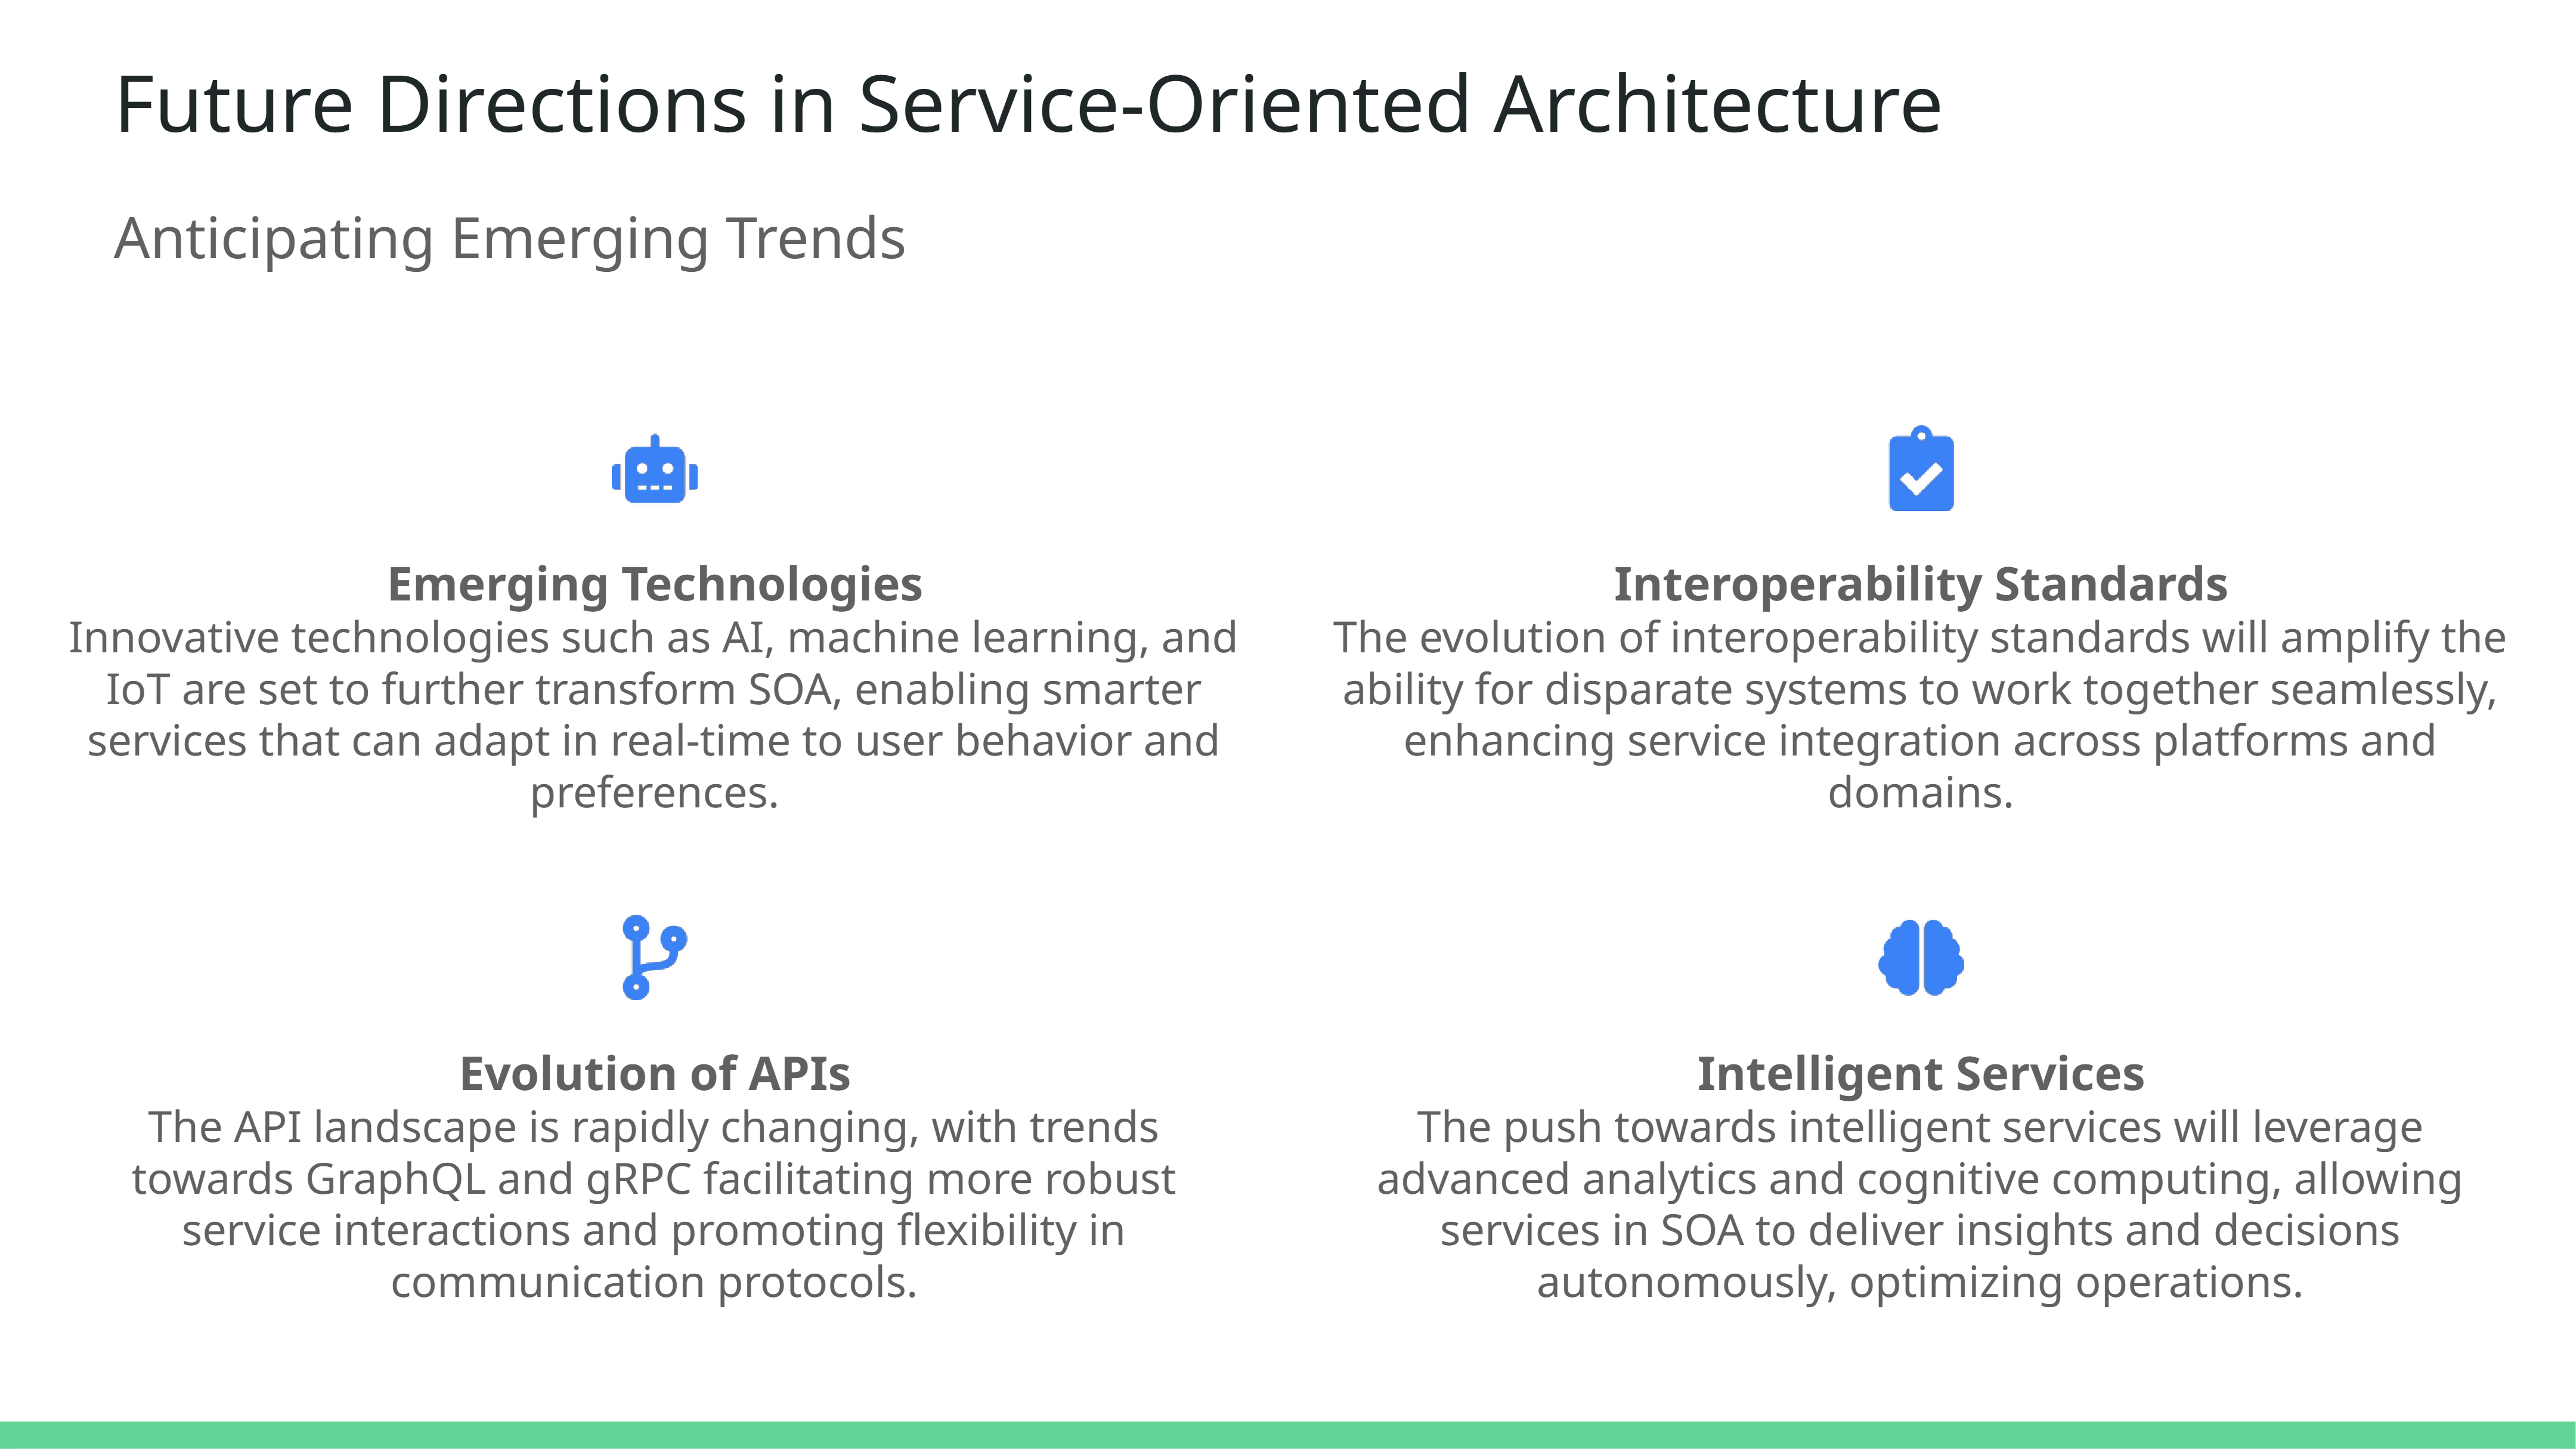 Future Directions in Service-Oriented Architecture
Anticipating Emerging Trends
Emerging Technologies
Innovative technologies such as AI, machine learning, and
IoT are set to further transform SOA, enabling smarter
services that can adapt in real-time to user behavior and
preferences.
Interoperability Standards
The evolution of interoperability standards will amplify the
ability for disparate systems to work together seamlessly,
enhancing service integration across platforms and
domains.
Evolution of APIs
The API landscape is rapidly changing, with trends
towards GraphQL and gRPC facilitating more robust
service interactions and promoting flexibility in
communication protocols.
Intelligent Services
The push towards intelligent services will leverage
advanced analytics and cognitive computing, allowing
services in SOA to deliver insights and decisions
autonomously, optimizing operations.